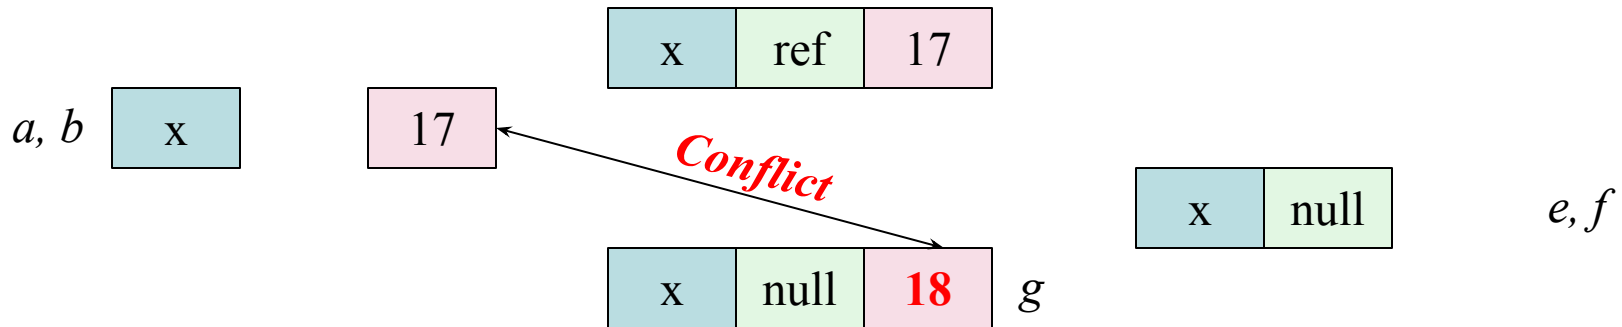 x ref 17
a, b x 17
Conflict
x null e, f
x null 18 g